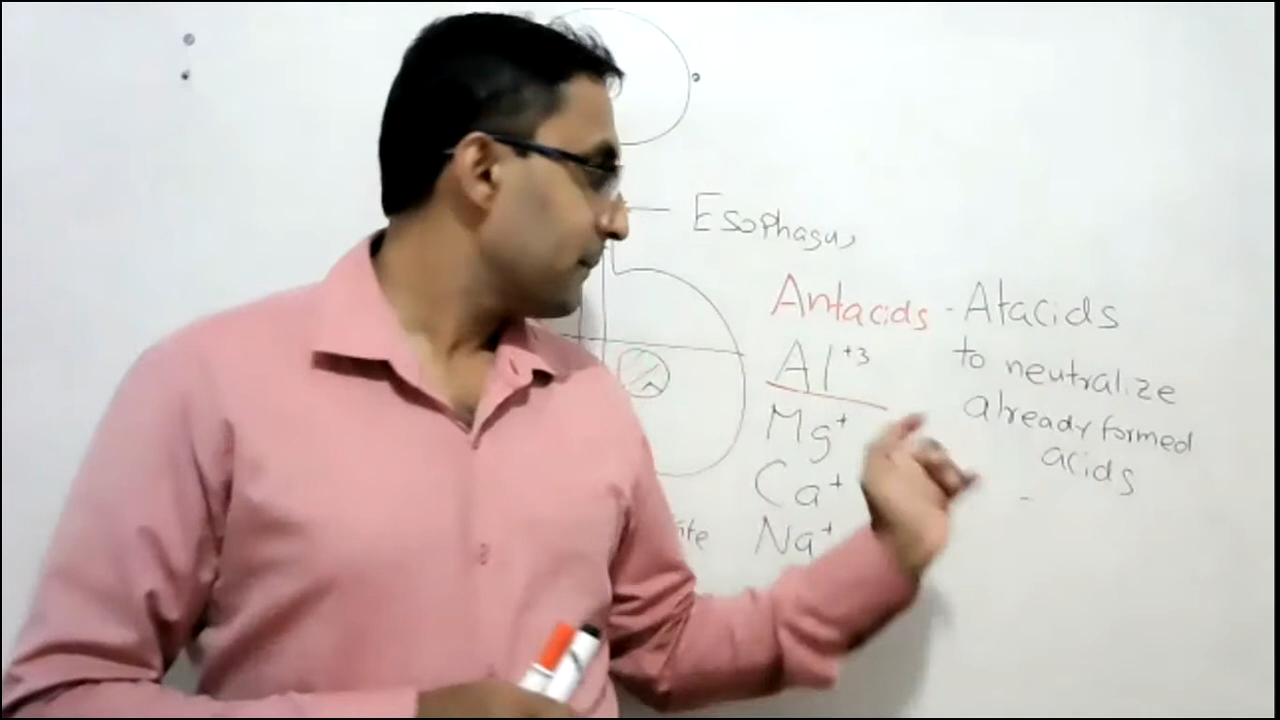 Esophagus
Antacids - Atacids
to neutralize
already formed
acids
Al+3
Mg+
Ca+
Na+